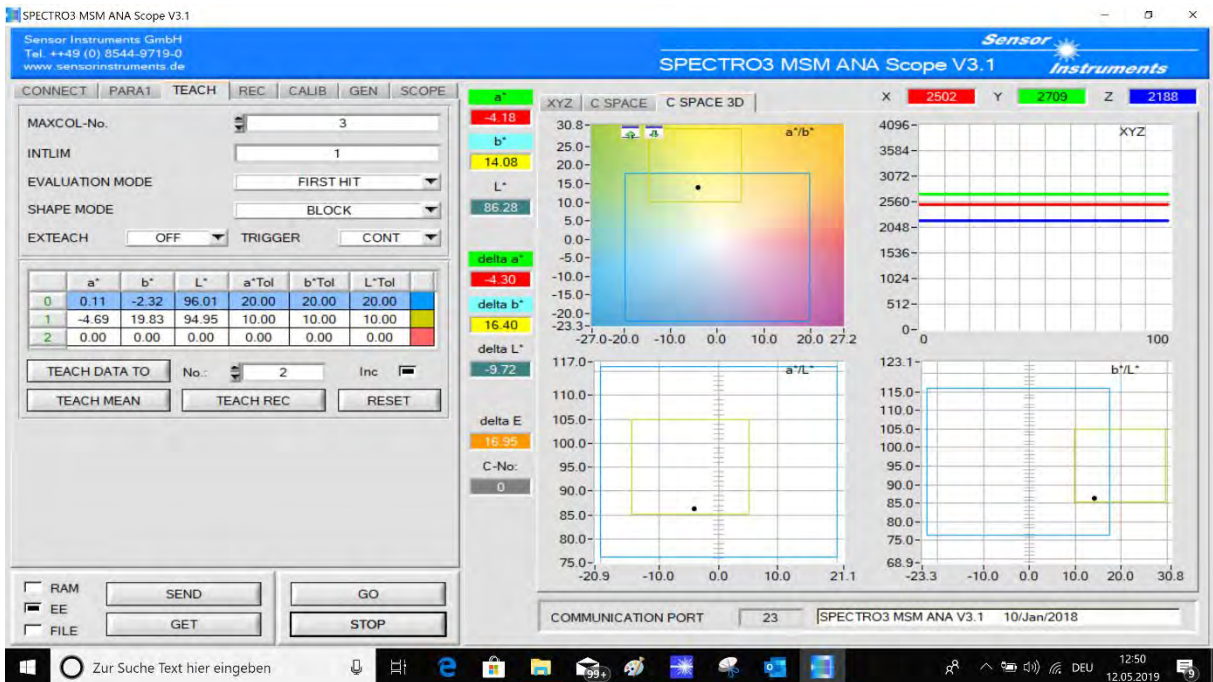 SPECTRO3 MSM ANA Scope V3.1
Sensor Instruments GmbH
Tel. ++49 (0) 8544-9719-0
www.sensorinstruments.de
Sensor Instruments
SPECTRO3 MSM ANA Scope V3.1
CONNECT PARA1 TEACH REC CALIB GEN SCOPE
MAXCOL-No. 3
INTLIM 1
EVALUATION MODE FIRST HIT
SHAPE MODE BLOCK
EXTEACH OFF TRIGGER CONT
a* b* L* a*Tol b*Tol L*Tol
0 0.11 -2.32 96.01 20.00 20.00 20.00
1 -4.69 19.83 94.95 10.00 10.00 10.00
2 0.00 0.00 0.00 0.00 0.00 0.00
TEACH DATA TO No.: 2 Inc
TEACH MEAN TEACH REC RESET
RAM
EE
FILE
SEND GO
GET STOP
a*
-4.18
b*
14.08
L*
86.28
delta a*
-4.30
delta b*
16.40
delta L*
-9.72
delta E
16.95
C-No:
0
XYZ C SPACE C SPACE 3D
X 2502 Y 2709 Z 2188
a*/b*
30.8
25.0
20.0
15.0
10.0
5.0
0.0
-5.0
-10.0
-15.0
-20.0
-23.3
-27.0 -20.0 -10.0 0.0 10.0 20.0 27.2
XYZ
4096
3584
3072
2560
2048
1536
1024
512
0
0 100
a*/L*
117.0
110.0
105.0
100.0
95.0
90.0
85.0
80.0
75.0
-20.9 -10.0 0.0 10.0 21.1
b*/L*
123.1
115.0
110.0
105.0
100.0
95.0
90.0
85.0
80.0
75.0
68.9
-23.3 -10.0 0.0 10.0 20.0 30.8
COMMUNICATION PORT 23 SPECTRO3 MSM ANA V3.1 10/Jan/2018
Zur Suche Text hier eingeben
99+
DEU
12:50
12.05.2019
9